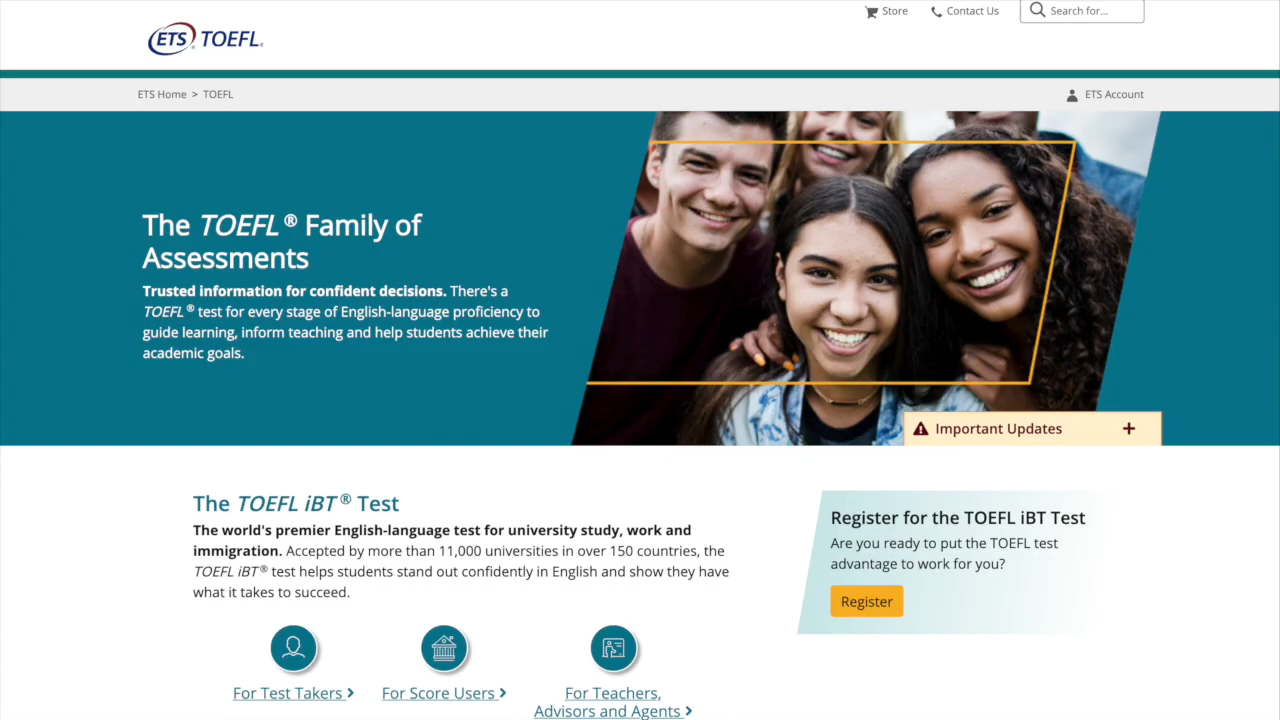 Store
Contact Us
Search for...
ETS® TOEFL®
ETS Home > TOEFL
ETS Account
The TOEFL® Family of
Assessments
Trusted information for confident decisions. There's a
TOEFL® test for every stage of English-language proficiency to
guide learning, inform teaching and help students achieve their
academic goals.
Important Updates +
The TOEFL iBT® Test
The world's premier English-language test for university study, work and
immigration. Accepted by more than 11,000 universities in over 150 countries, the
TOEFL iBT® test helps students stand out confidently in English and show they have
what it takes to succeed.
For Test Takers >
For Score Users >
For Teachers,
Advisors and Agents >
Register for the TOEFL iBT Test
Are you ready to put the TOEFL test
advantage to work for you?
Register